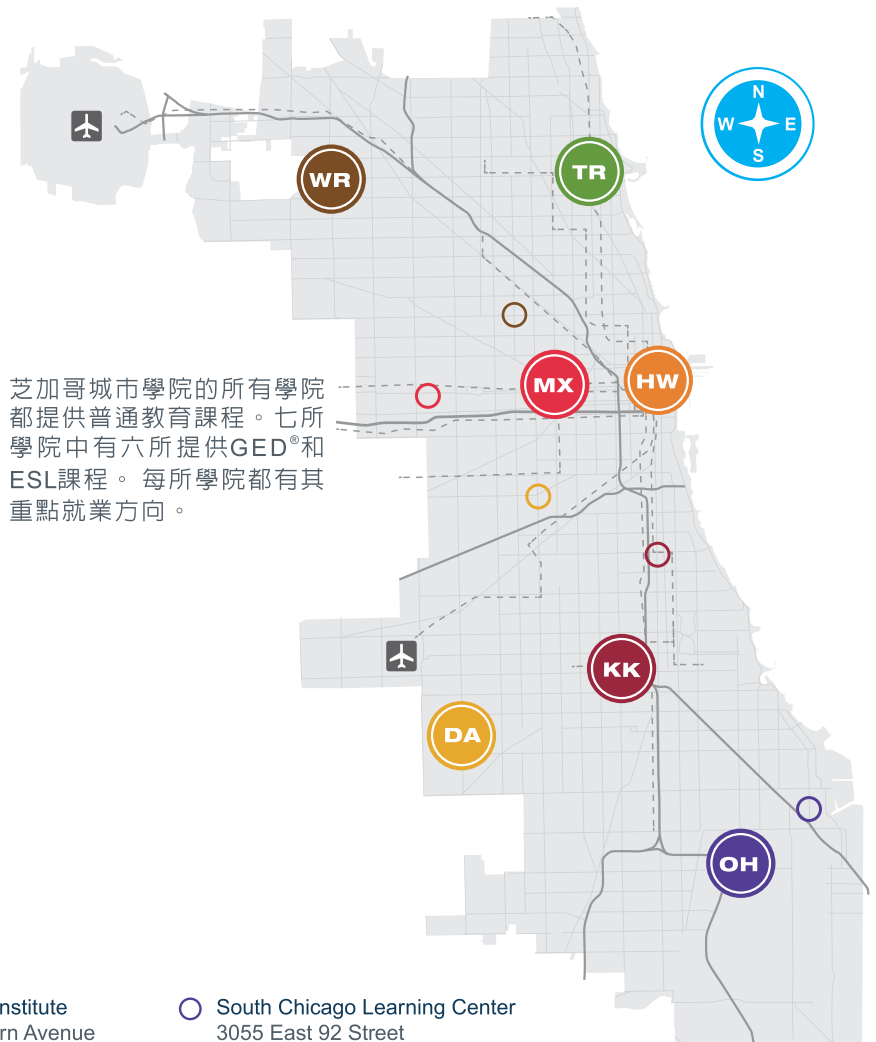 N
W E
S
WR
TR
MX
HW
芝加哥城市學院的所有學院
都提供普通教育課程。七所
學院中有六所提供GED®和
ESL課程。 每所學院都有其
重點就業方向。
KK
DA
OH
nstitute
rn Avenue
South Chicago Learning Center
3055 East 92 Street